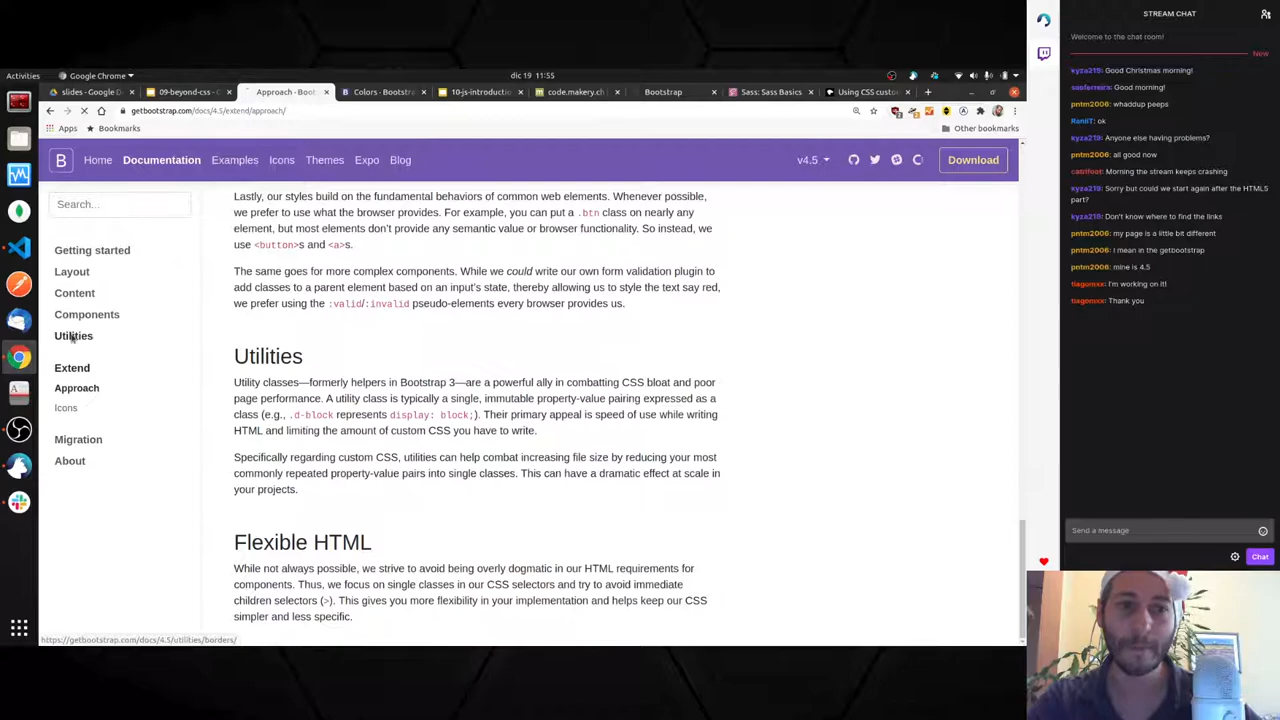 STREAM CHAT
Welcome to the chat room!
New
kyza219: Good Christmas morning!
Good morning!
pntm2006: whaddup peeps
RaniiT: ok
kyza219: Anyone else having problems?
pntm2006: all good now
Morning the stream keeps crashing
kyza219: Sorry but could we start again after the HTML5
part?
kyza219: Don't know where to find the links
pntm2006: my page is a little bit different
pntm2006: I mean in the getbootstrap
pntm2006: mine is 4.5
tiagomxx: I'm working on it!
tiagomxx: Thank you
Send a message
Chat
Activities
Google Chrome
dic 19 11:55
slides - Google Dri
09-beyond-css - G
Approach · Bootst
Colors · Bootstra
10-js-introduction
code.makery.ch
Bootstrap
Sass: Sass Basics
Using CSS custo
getbootstrap.com/docs/4.5/extend/approach/
Apps
Bookmarks
Other bookmarks
B
Home
Documentation
Examples
Icons
Themes
Expo
Blog
v4.5
Download
Search...
Getting started
Layout
Content
Components
Utilities
Extend
Approach
Icons
Migration
About
Lastly, our styles build on the fundamental behaviors of common web elements. Whenever possible,
we prefer to use what the browser provides. For example, you can put a .btn class on nearly any
element, but most elements don't provide any semantic value or browser functionality. So instead, we
use <button>s and <a>s.
The same goes for more complex components. While we could write our own form validation plugin to
add classes to a parent element based on an input's state, thereby allowing us to style the text say red,
we prefer using the :valid/:invalid pseudo-elements every browser provides us.
Utilities
Utility classes—formerly helpers in Bootstrap 3—are a powerful ally in combatting CSS bloat and poor
page performance. A utility class is typically a single, immutable property-value pairing expressed as a
class (e.g., .d-block represents display: block;). Their primary appeal is speed of use while writing
HTML and limiting the amount of custom CSS you have to write.
Specifically regarding custom CSS, utilities can help combat increasing file size by reducing your most
commonly repeated property-value pairs into single classes. This can have a dramatic effect at scale in
your projects.
Flexible HTML
While not always possible, we strive to avoid being overly dogmatic in our HTML requirements for
components. Thus, we focus on single classes in our CSS selectors and try to avoid immediate
children selectors (>). This gives you more flexibility in your implementation and helps keep our CSS
simpler and less specific.
https://getbootstrap.com/docs/4.5/utilities/borders/